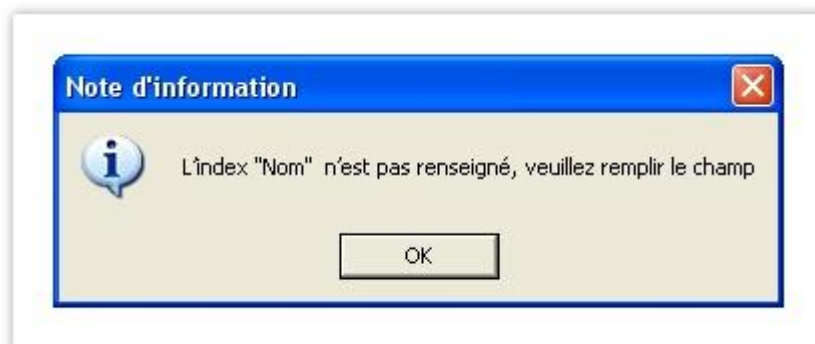 Note d'information
L'index "Nom"  n'est pas renseigné, veuillez remplir le champ
OK